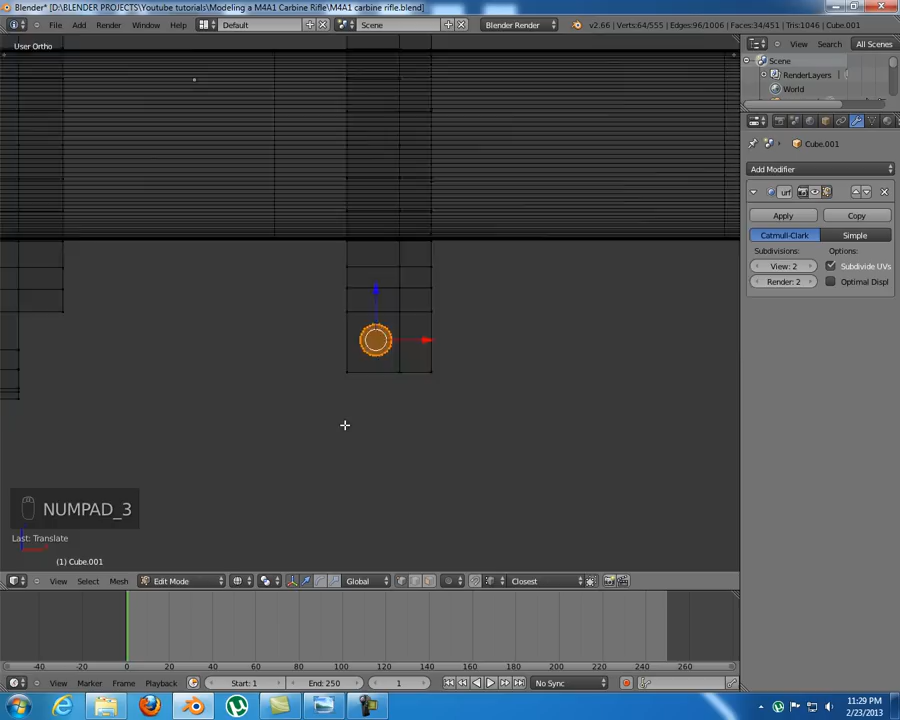 Blender* [D:\BLENDER PROJECTS\Youtube tutorials\Modeling a M4A1 Carbine Rifle\M4A1 carbine rifle.blend]
File Add Render Window Help Default Scene Blender Render v2.66 | Verts:64/555 | Edges:96/1006 | Faces:34/451 | Tris:1046 | Cube.001
User Ortho
View Search All Scenes
Scene
RenderLayers
World
Cube.001
Add Modifier
urf
Apply Copy
Catmull-Clark Simple
Subdivisions: Options:
View: 2 Subdivide UVs
Render: 2 Optimal Displ
NUMPAD_3
Last: Translate
(1) Cube.001
View Select Mesh Edit Mode Global Closest
-40 -20 0 20 40 60 80 100 120 140 160 180 200 220 240 260 280
View Marker Frame Playback Start: 1 End: 250 1 No Sync
11:29 PM
2/23/2013